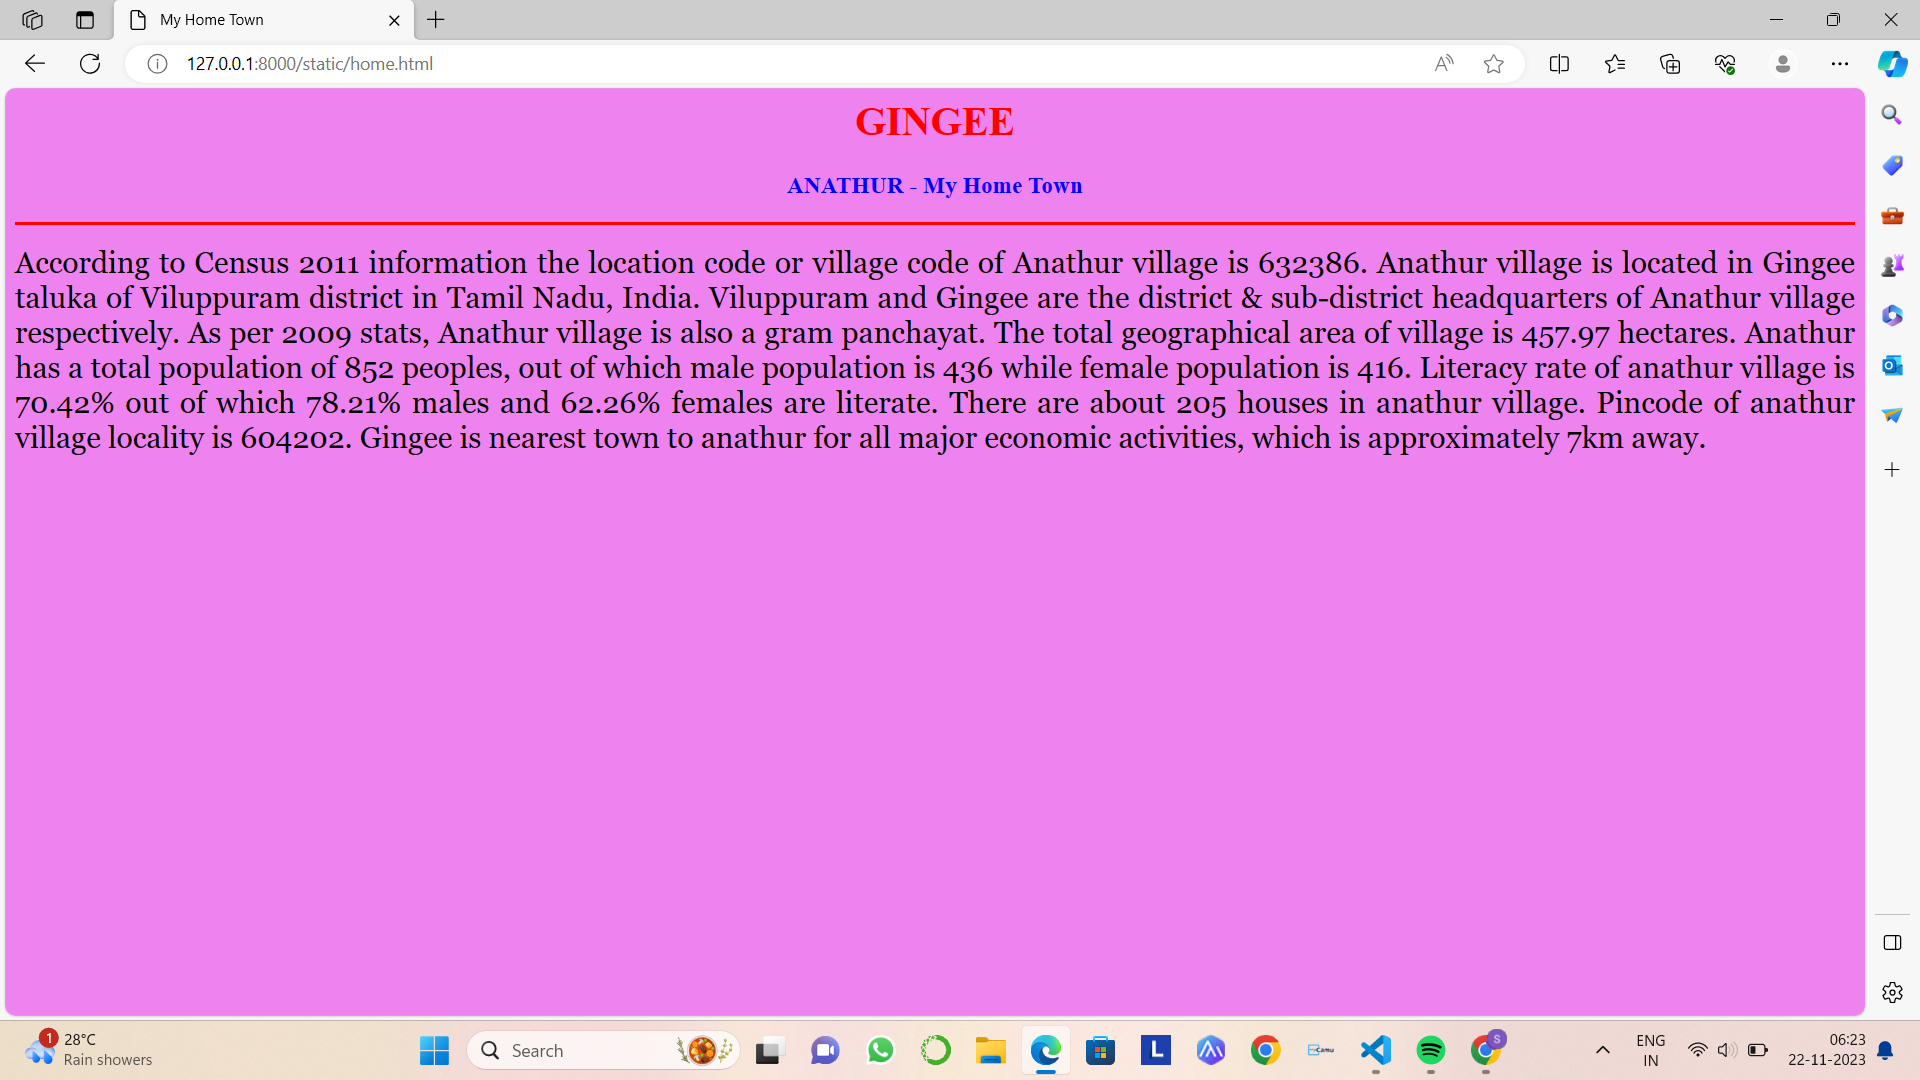 My Home Town
127.0.0.1:8000/static/home.html
GINGEE
ANATHUR - My Home Town
According to Census 2011 information the location code or village code of Anathur village is 632386. Anathur village is located in Gingee
taluka of Viluppuram district in Tamil Nadu, India. Viluppuram and Gingee are the district & sub-district headquarters of Anathur village
respectively. As per 2009 stats, Anathur village is also a gram panchayat. The total geographical area of village is 457.97 hectares. Anathur
has a total population of 852 peoples, out of which male population is 436 while female population is 416. Literacy rate of anathur village is
70.42% out of which 78.21% males and 62.26% females are literate. There are about 205 houses in anathur village. Pincode of anathur
village locality is 604202. Gingee is nearest town to anathur for all major economic activities, which is approximately 7km away.
1
28°C
Rain showers
Search
L
Camu
S
ENG
IN
06:23
22-11-2023